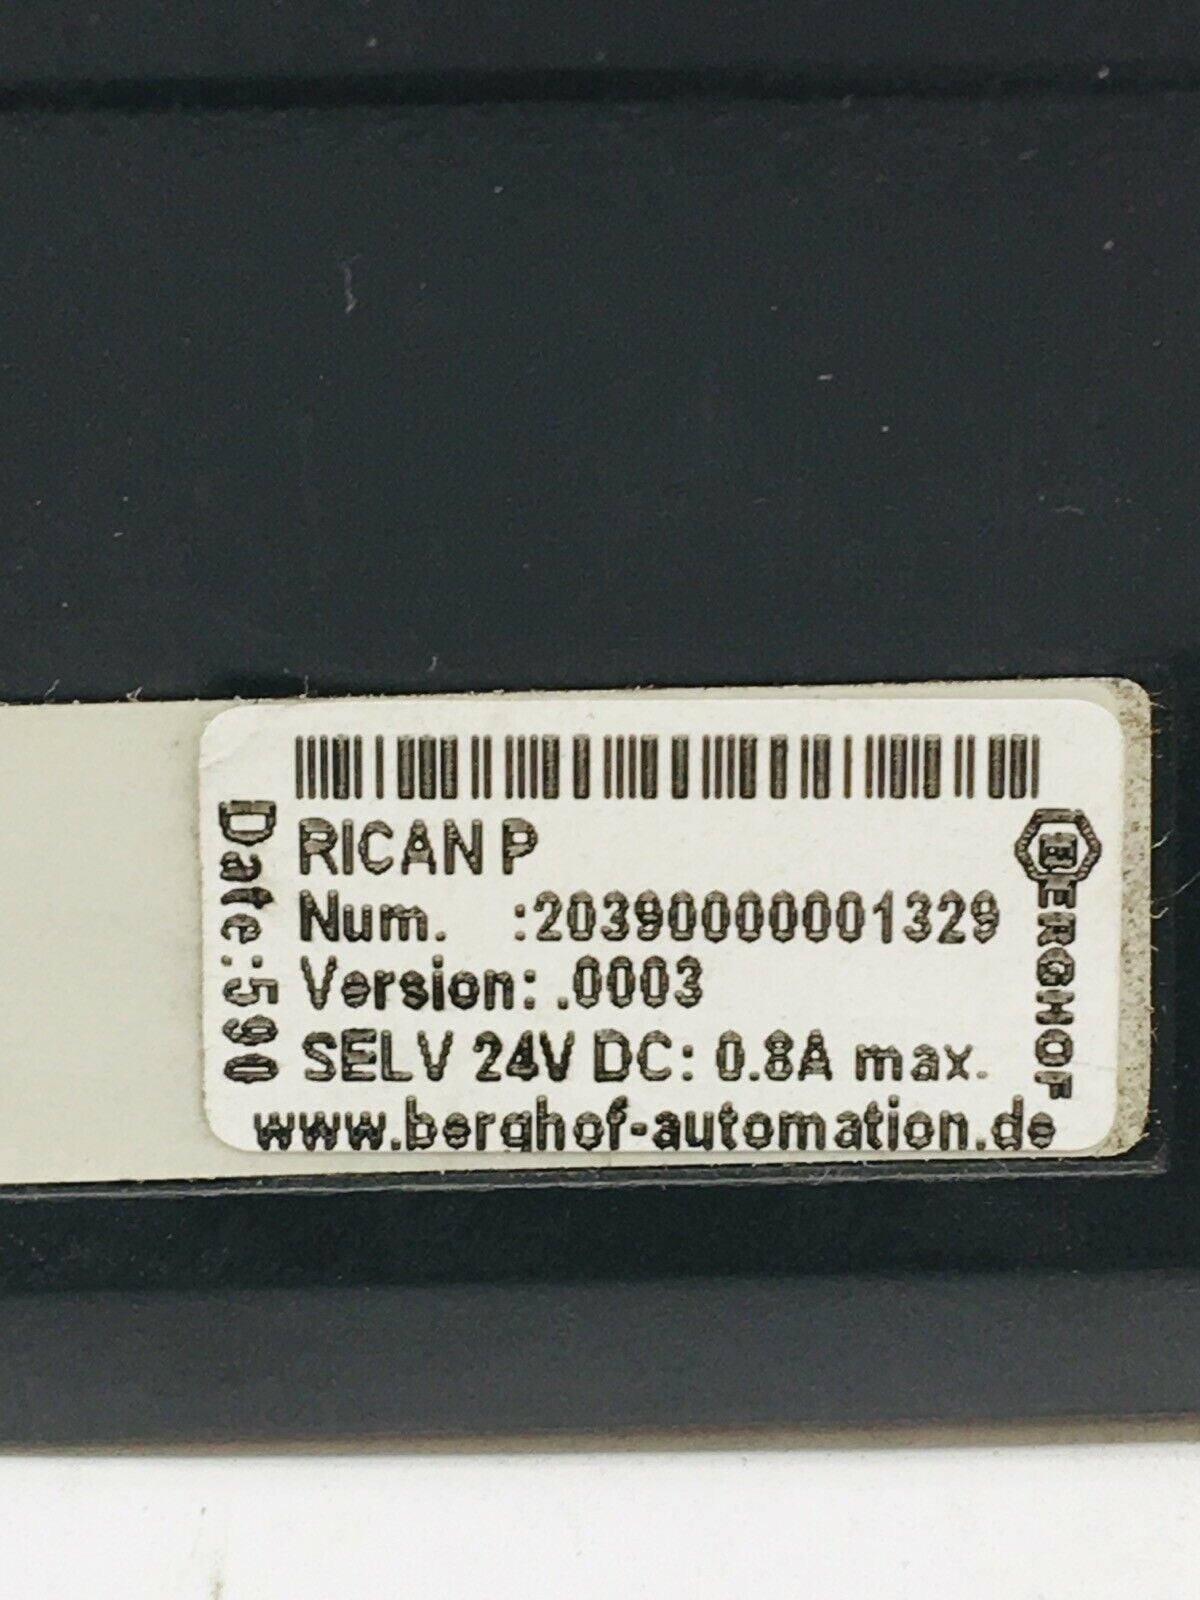 RICAN P
Num. :20390000001329
Version: .0003
SELV 24V DC: 0.8A max.
www.berghof-automation.de
Date:590
BERGHOF